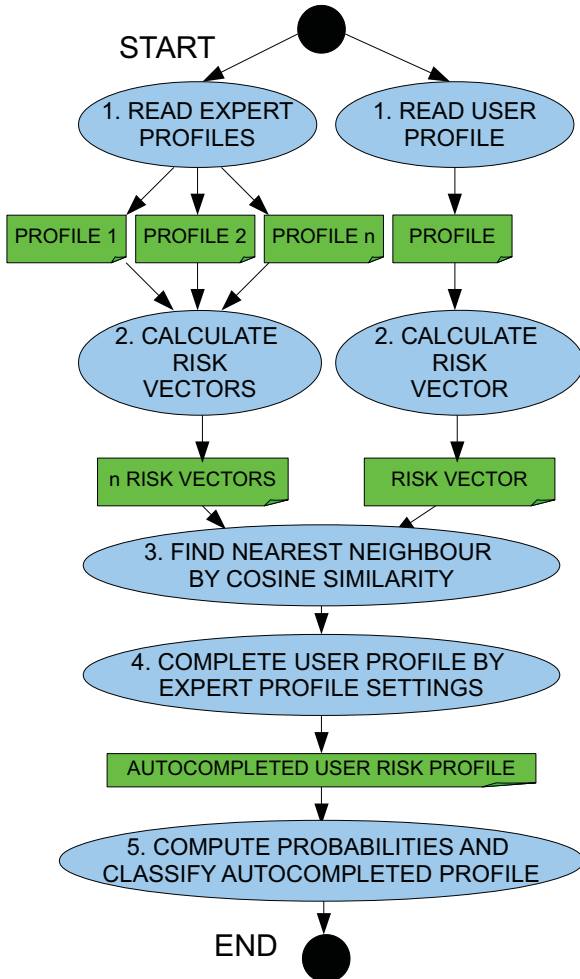 START
1. READ EXPERT
PROFILES
1. READ USER
PROFILE
PROFILE 1
PROFILE 2
PROFILE n
PROFILE
2. CALCULATE
RISK
VECTORS
2. CALCULATE
RISK
VECTOR
n RISK VECTORS
RISK VECTOR
3. FIND NEAREST NEIGHBOUR
BY COSINE SIMILARITY
4. COMPLETE USER PROFILE BY
EXPERT PROFILE SETTINGS
AUTOCOMPLETED USER RISK PROFILE
5. COMPUTE PROBABILITIES AND
CLASSIFY AUTOCOMPLETED PROFILE
END